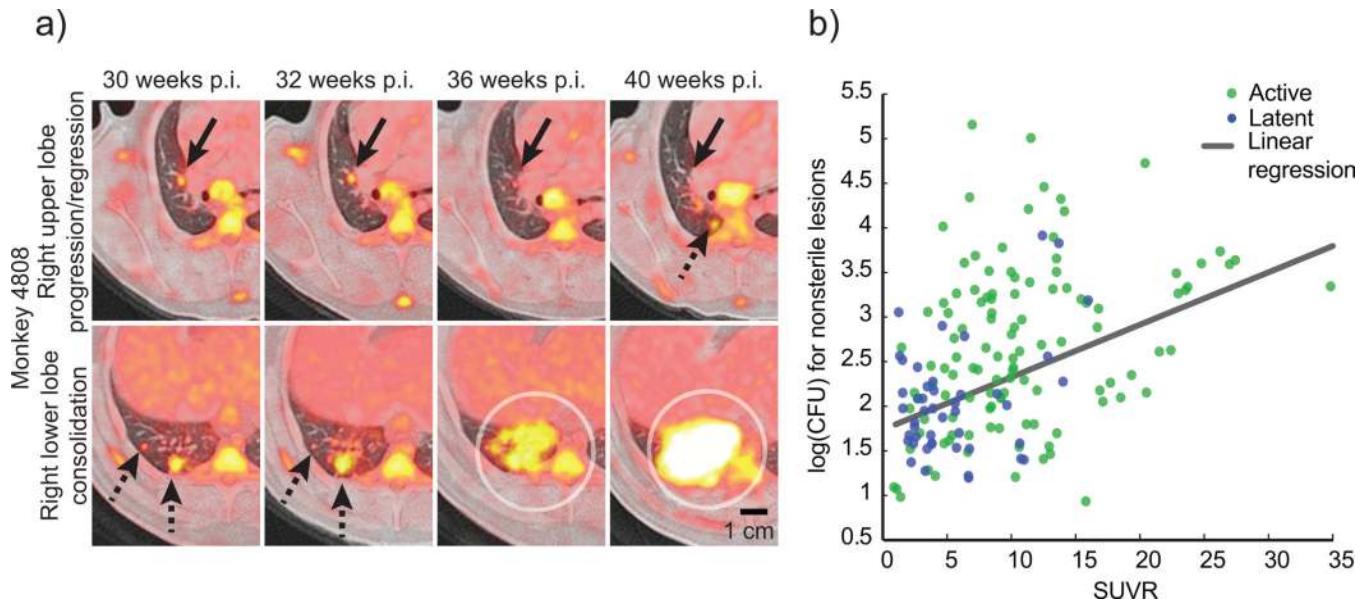 a)
30 weeks p.i.
32 weeks p.i.
36 weeks p.i.
40 weeks p.i.
Monkey 4808
Right upper lobe
progression/regression
Right lower lobe
consolidation
1 cm
b)
5.5
5
4.5
4
3.5
3
2.5
2
1.5
1
0.5
log(CFU) for nonsterile lesions
Active
Latent
Linear
regression
0
5
10
15
20
25
30
35
SUVR